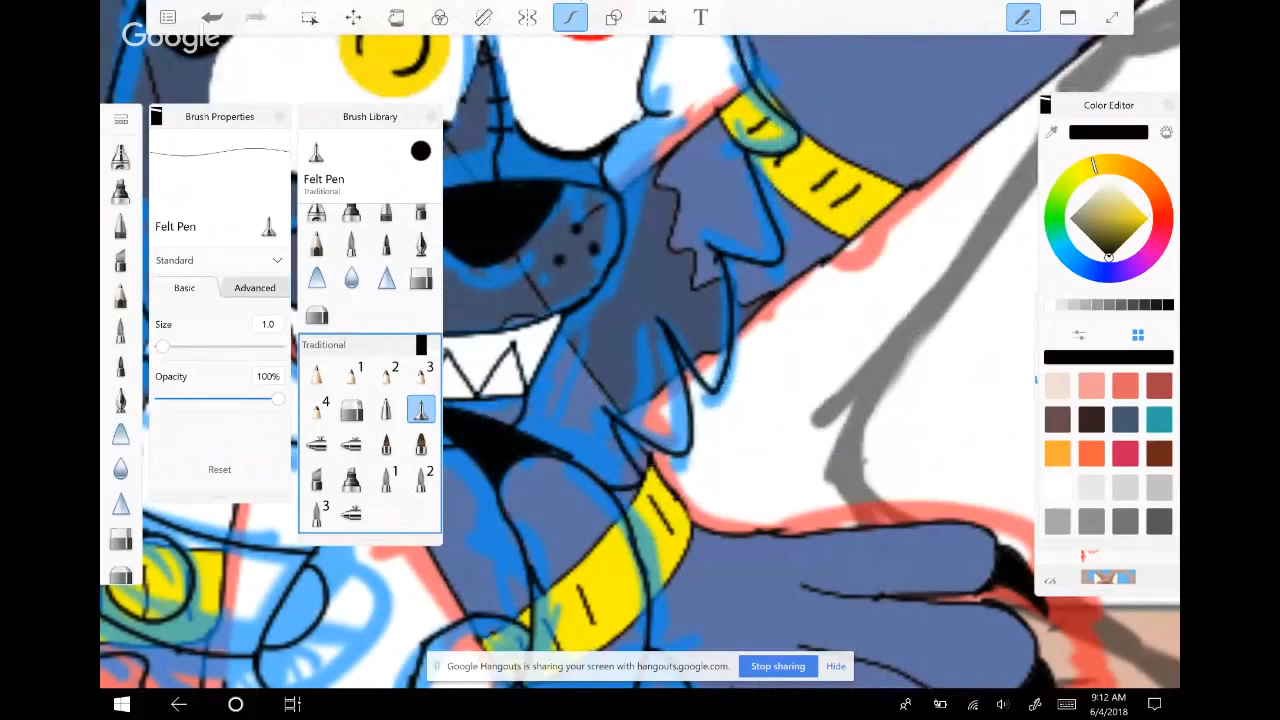 T
Google
Brush Properties
Brush Library
Color Editor
Felt Pen
Traditional
Felt Pen
Standard
Basic
Advanced
Size
1.0
Opacity
100%
Reset
Traditional
1
2
3
4
1
2
3
Google Hangouts is sharing your screen with hangouts.google.com.
Stop sharing
Hide
9:12 AM
6/4/2018